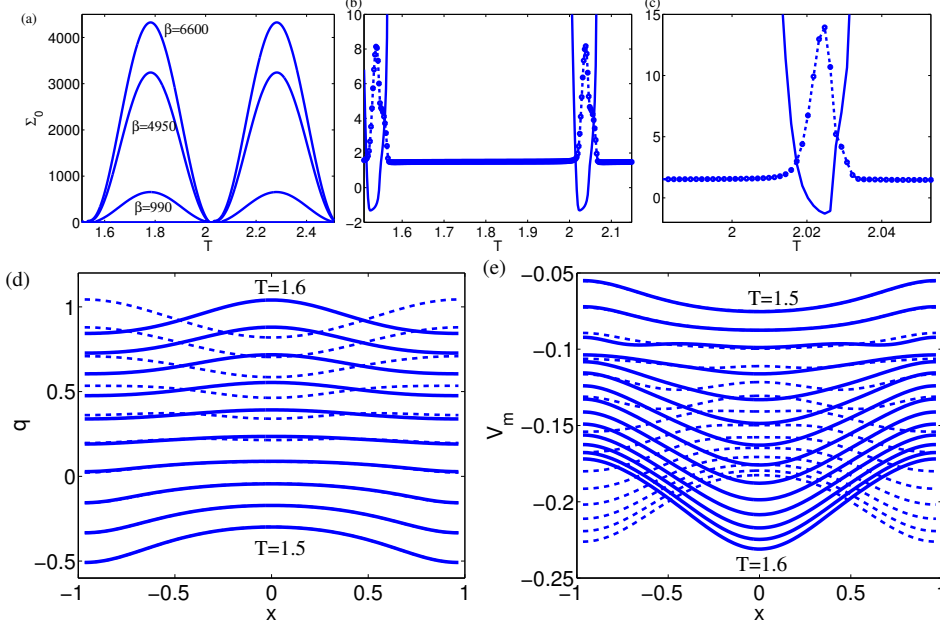 (a)
4000
3000
2000
1000
0
Σ0
β=6600
β=4950
β=990
1.6 1.8 2 2.2 2.4
T
(b)
10
8
6
4
2
0
−2
1.6 1.7 1.8 1.9 2 2.1
T
(c)
15
10
5
0
2 2.02 2.04
T
(d)
T=1.6
1
0.5
0
−0.5
q
T=1.5
−1 −0.5 0 0.5 1
x
(e)
−0.05
−0.1
−0.15
−0.2
−0.25
Vm
T=1.5
T=1.6
−1 −0.5 0 0.5 1
x